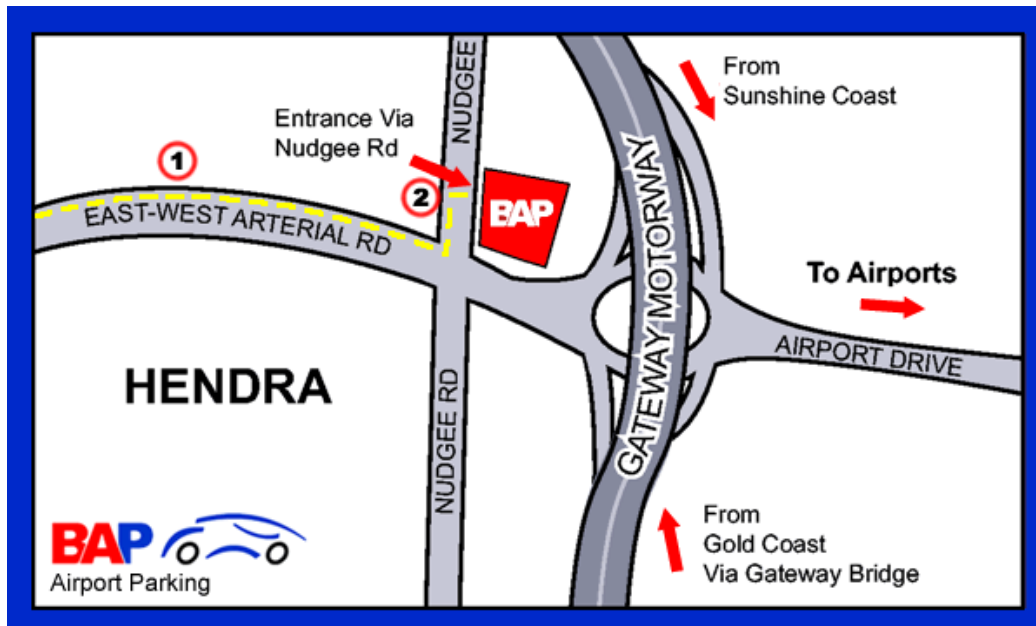 NUDGEE
From
Sunshine Coast
Entrance Via
Nudgee Rd
1
2
BAP
EAST-WEST ARTERIAL RD
GATEWAY MOTORWAY
To Airports
AIRPORT DRIVE
HENDRA
NUDGEE RD
From
Gold Coast
Via Gateway Bridge
BAP
Airport Parking